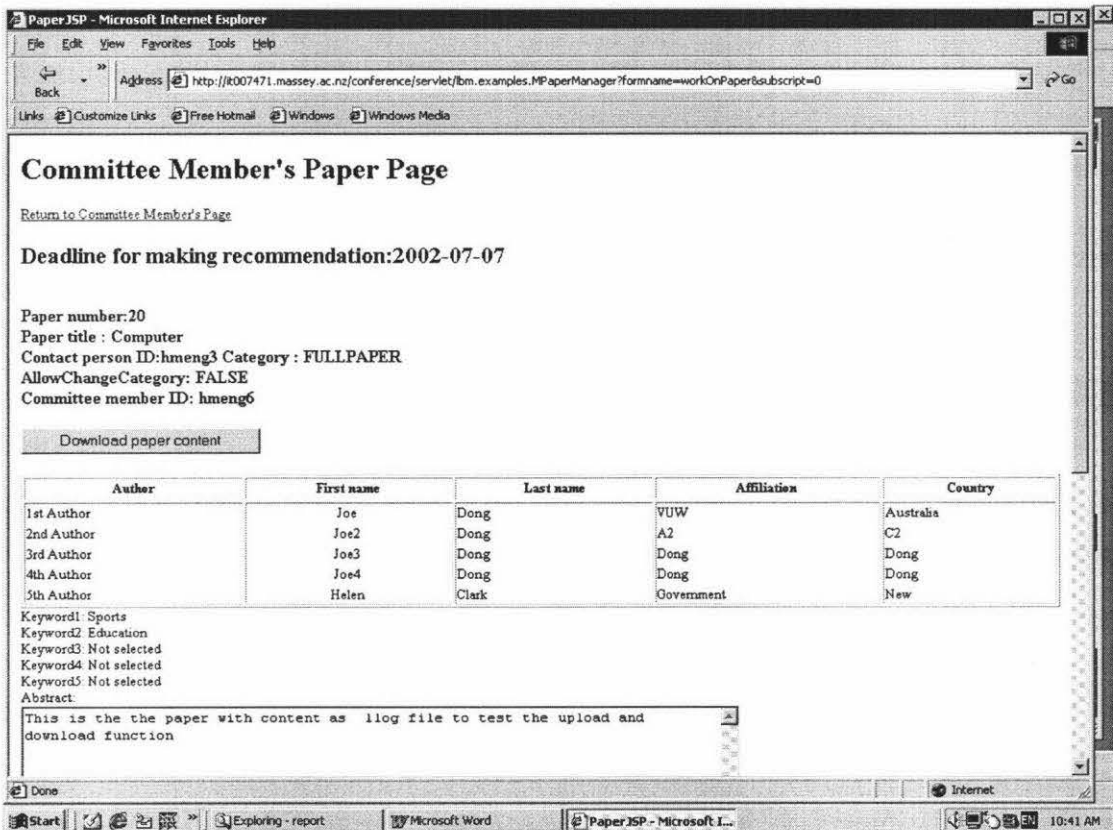 PaperJSP - Microsoft Internet Explorer
File Edit View Favorites Tools Help
Back » Address http://it007471.massey.ac.nz/conference/servlet/lbm.examples.MPaperManager?formname=workOnPaper&subscript=0 Go
Links Customize Links Free Hotmail Windows Windows Media
Committee Member's Paper Page
Return to Committee Member's Page
Deadline for making recommendation:2002-07-07
Paper number:20
Paper title : Computer
Contact person ID:hmeng3 Category : FULLPAPER
AllowChangeCategory: FALSE
Committee member ID: hmeng6
Download paper content
Author First name Last name Affiliation Country
1st Author Joe Dong VUW Australia
2nd Author Joe2 Dong A2 C2
3rd Author Joe3 Dong Dong Dong
4th Author Joe4 Dong Dong Dong
5th Author Helen Clark Government New
Keyword1: Sports
Keyword2: Education
Keyword3: Not selected
Keyword4: Not selected
Keyword5: Not selected
Abstract:
This is the the paper with content as llog file to test the upload and
download function
Done Internet
Start » Exploring - report Microsoft Word PaperJSP - Microsoft I... EN 10:41 AM